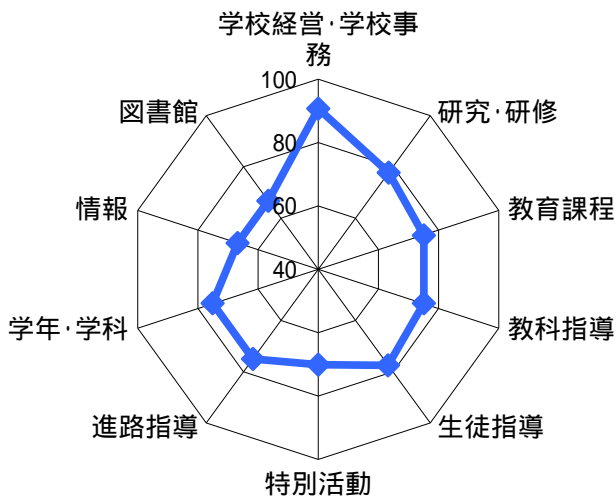 学校経営・学校事
務
100
図書館
研究・研修
80
情報
60
教育課程
40
学年・学科
教科指導
進路指導
生徒指導
特別活動